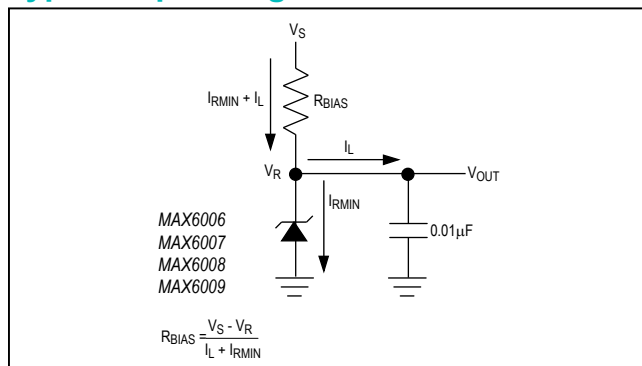 V_S
I_RMIN + I_L
R_BIAS
I_L
V_R
V_OUT
I_RMIN
MAX6006
MAX6007
MAX6008
MAX6009
0.01µF
R_BIAS = V_S - V_R
I_L + I_RMIN